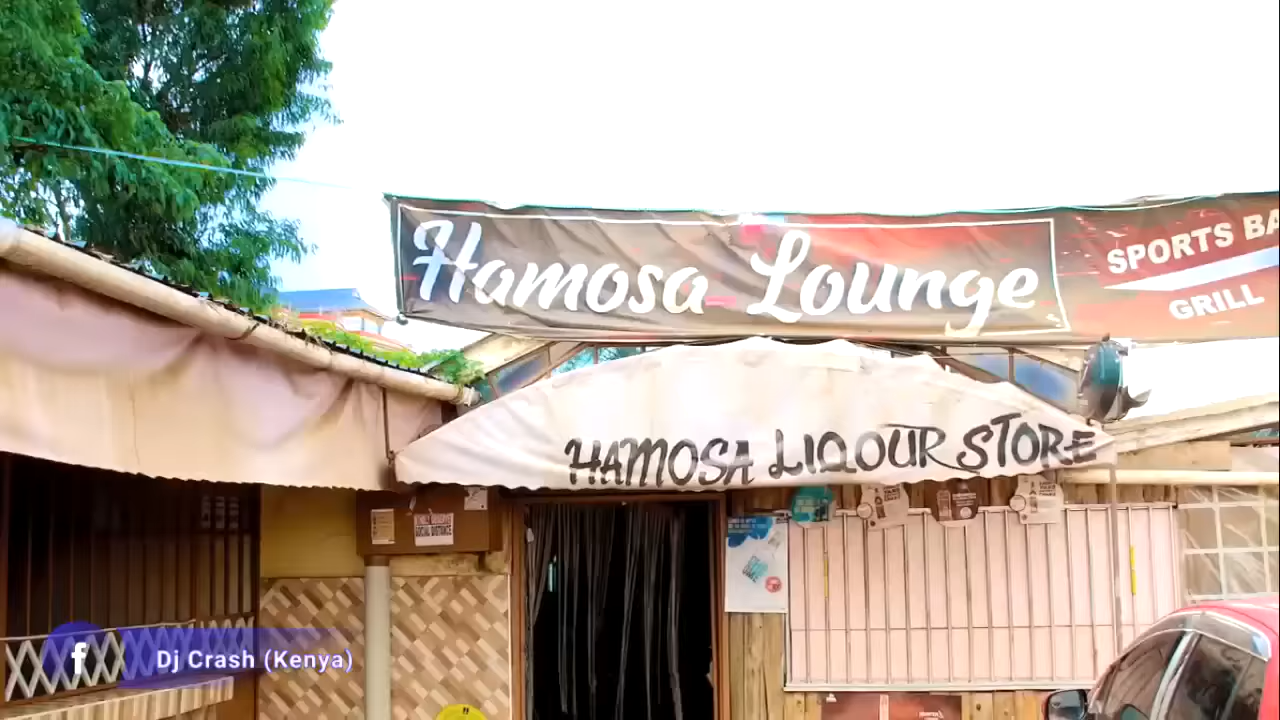 Hamosa Lounge
SPORTS BA
GRILL
HAMOSA LIQOUR STORE
SOCIAL DISTANCE
f
Dj Crash (Kenya)